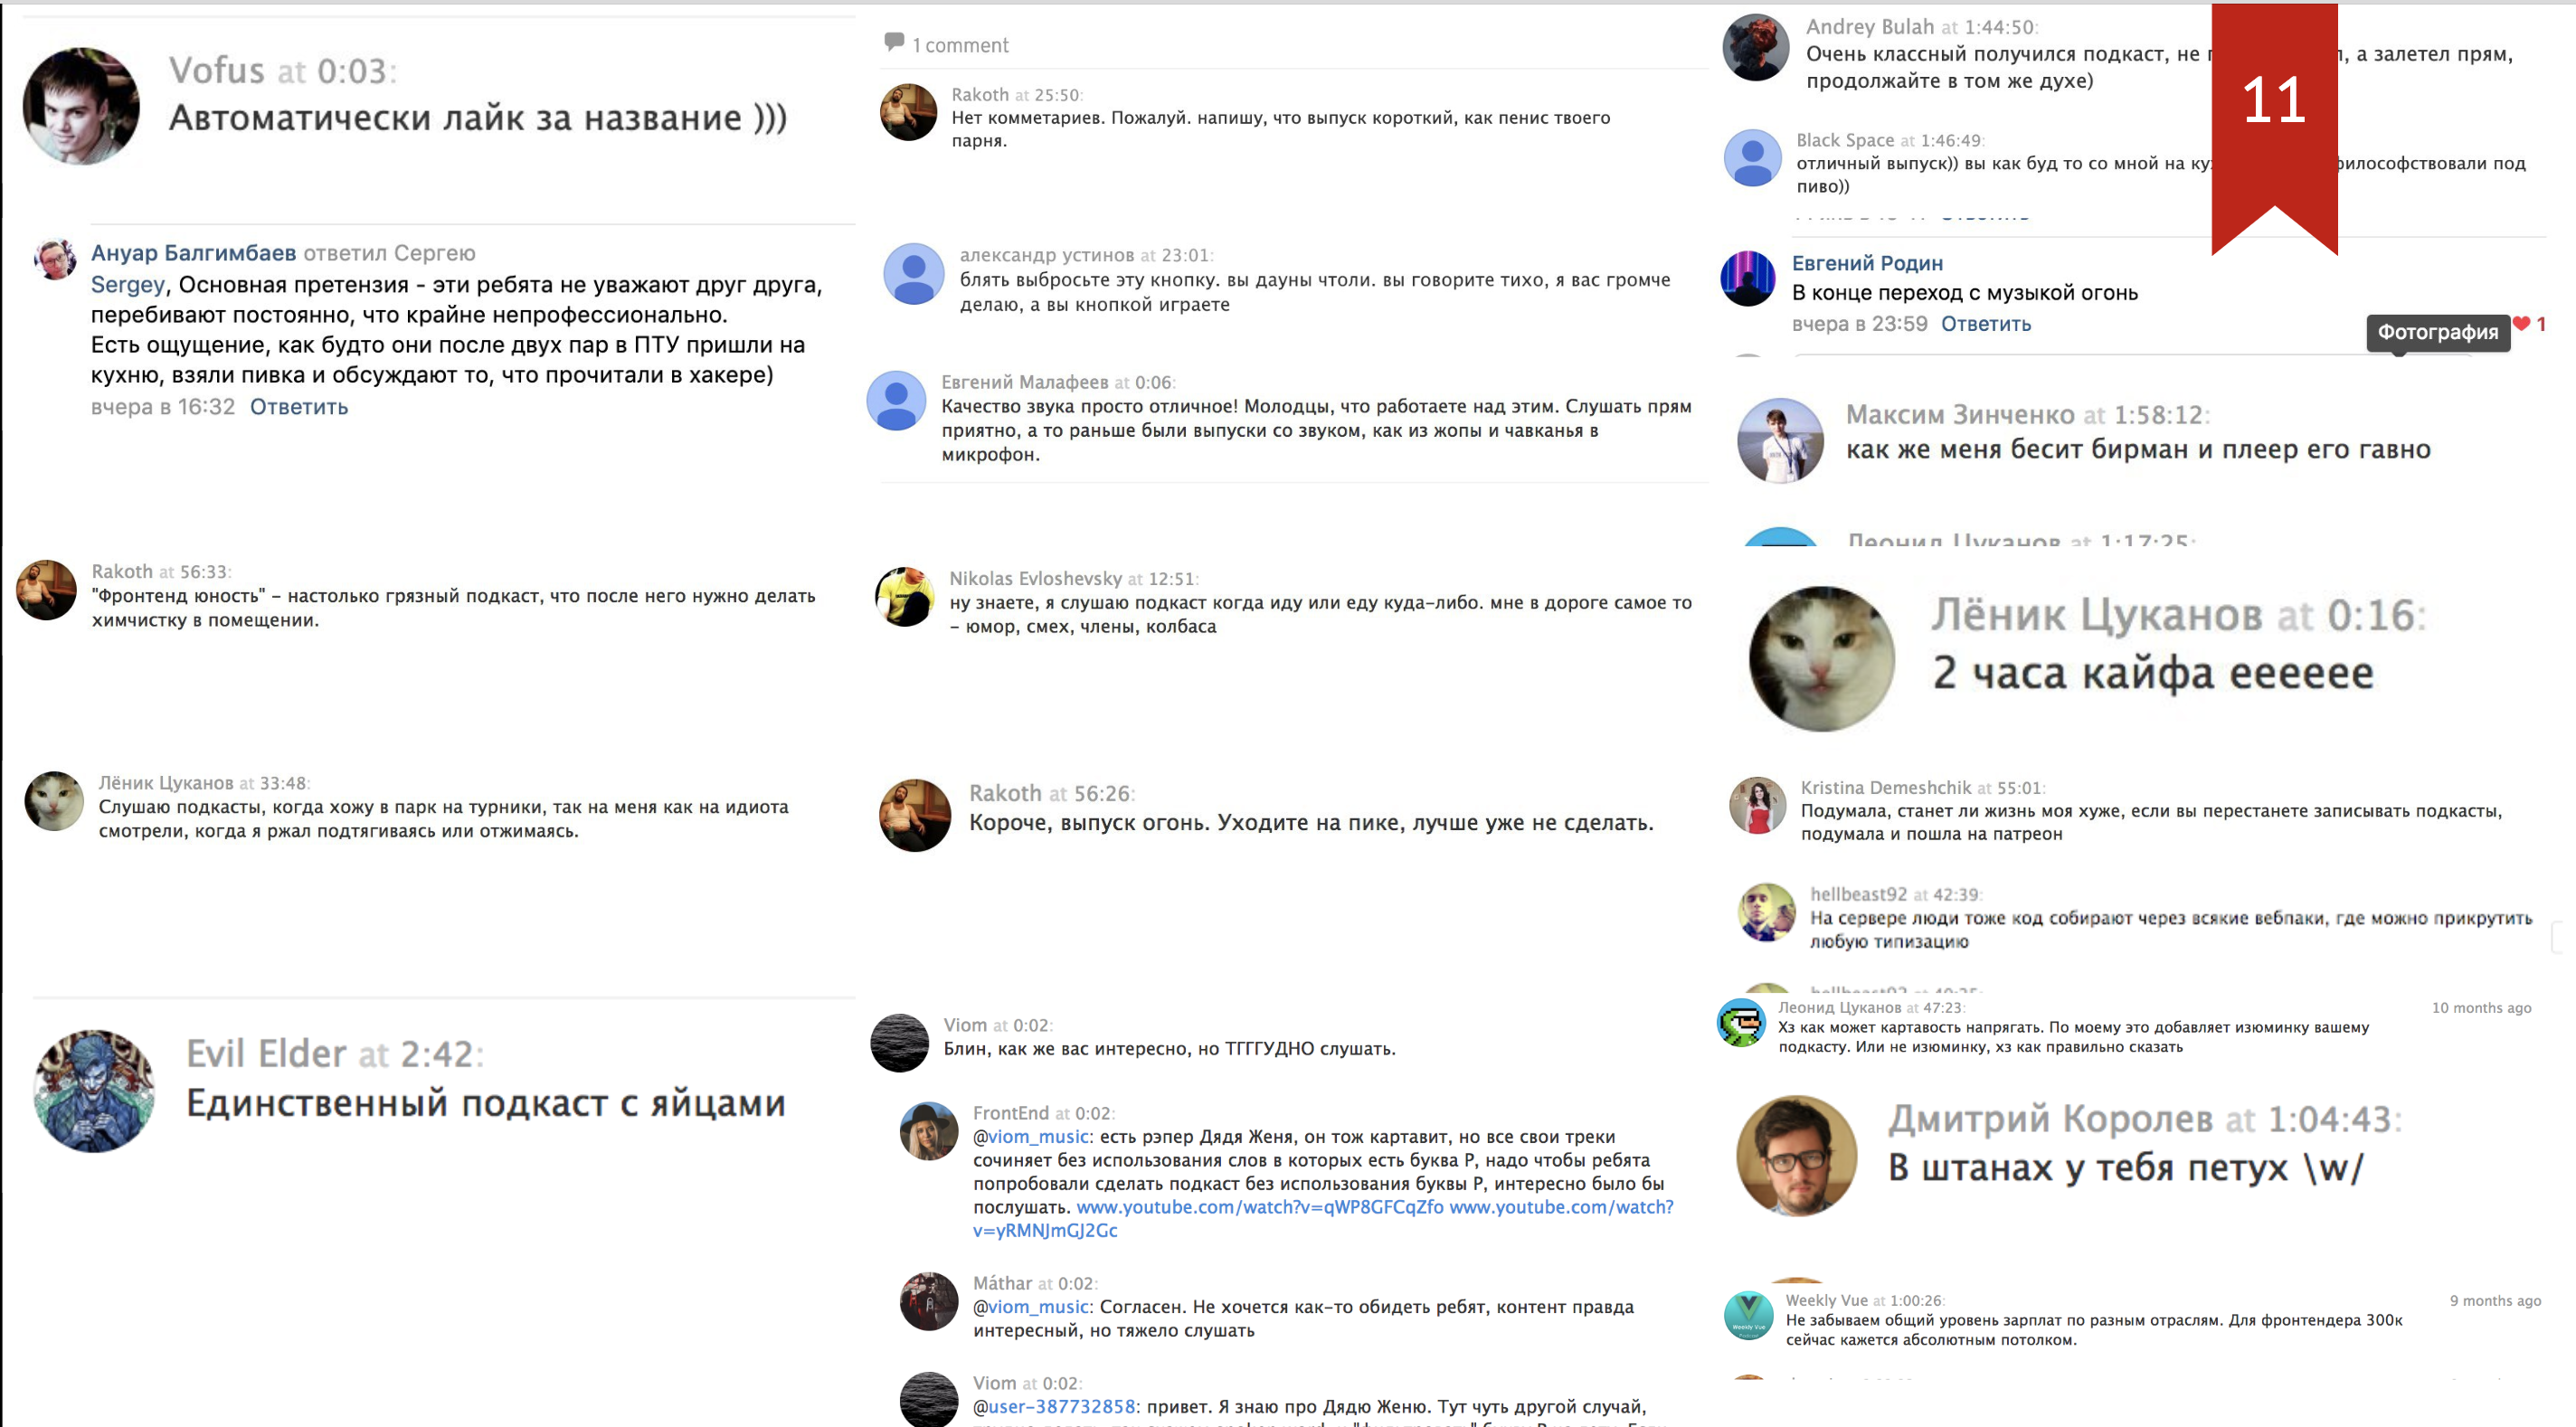 Vofus at 0:03:
Автоматически лайк за название )))
Ануар Балгимбаев ответил Сергею
Sergey, Основная претензия - эти ребята не уважают друг друга,
перебивают постоянно, что крайне непрофессионально.
Есть ощущение, как будто они после двух пар в ПТУ пришли на
кухню, взяли пивка и обсуждают то, что прочитали в хакере)
вчера в 16:32 Ответить
Rakoth at 56:33:
"Фронтенд юность" – настолько грязный подкаст, что после него нужно делать
химчистку в помещении.
Лёник Цуканов at 33:48:
Слушаю подкасты, когда хожу в парк на турники, так на меня как на идиота
смотрели, когда я ржал подтягиваясь или отжимаясь.
Evil Elder at 2:42:
Единственный подкаст с яйцами
1 comment
Rakoth at 25:50:
Нет комметариев. Пожалуй. напишу, что выпуск короткий, как пенис твоего
парня.
александр устинов at 23:01:
блять выбросьте эту кнопку. вы дауны чтоли. вы говорите тихо, я вас громче
делаю, а вы кнопкой играете
Евгений Малафеев at 0:06:
Качество звука просто отличное! Молодцы, что работаете над этим. Слушать прям
приятно, а то раньше были выпуски со звуком, как из жопы и чавканья в
микрофон.
Nikolas Evloshevsky at 12:51:
ну знаете, я слушаю подкаст когда иду или еду куда-либо. мне в дороге самое то
– юмор, смех, члены, колбаса
Rakoth at 56:26:
Короче, выпуск огонь. Уходите на пике, лучше уже не сделать.
Viom at 0:02:
Блин, как же вас интересно, но ТГГГУДНО слушать.
FrontEnd at 0:02:
@viom_music: есть рэпер Дядя Женя, он тож картавит, но все свои треки
сочиняет без использования слов в которых есть буква Р, надо чтобы ребята
попробовали сделать подкаст без использования буквы Р, интересно было бы
послушать. www.youtube.com/watch?v=qWP8GFCqZfo www.youtube.com/watch?
v=yRMNJmGJ2Gc
Máthar at 0:02:
@viom_music: Согласен. Не хочется как-то обидеть ребят, контент правда
интересный, но тяжело слушать
Viom at 0:02:
@user-387732858: привет. Я знаю про Дядю Женю. Тут чуть другой случай,
Andrey Bulah at 1:44:50:
Очень классный получился подкаст, не а залетел прям,
продолжайте в том же духе)
11
Black Space at 1:46:49:
отличный выпуск)) вы как буд то со мной на под
пиво))
Евгений Родин
В конце переход с музыкой огонь
вчера в 23:59 Ответить
Фотография
1
Максим Зинченко at 1:58:12:
как же меня бесит бирман и плеер его гавно
Леонид Цуканов at 1:17:25:
Лёник Цуканов at 0:16:
2 часа кайфа ееееее
Kristina Demeshchik at 55:01:
Подумала, станет ли жизнь моя хуже, если вы перестанете записывать подкасты,
подумала и пошла на патреон
hellbeast92 at 42:39:
На сервере люди тоже код собирают через всякие вебпаки, где можно прикрутить
любую типизацию
Леонид Цуканов at 47:23:
10 months ago
Хз как может картавость напрягать. По моему это добавляет изюминку вашему
подкасту. Или не изюминку, хз как правильно сказать
Дмитрий Королев at 1:04:43:
В штанах у тебя петух \w/
Weekly Vue at 1:00:26:
9 months ago
Не забываем общий уровень зарплат по разным отраслям. Для фронтендера 300к
сейчас кажется абсолютным потолком.